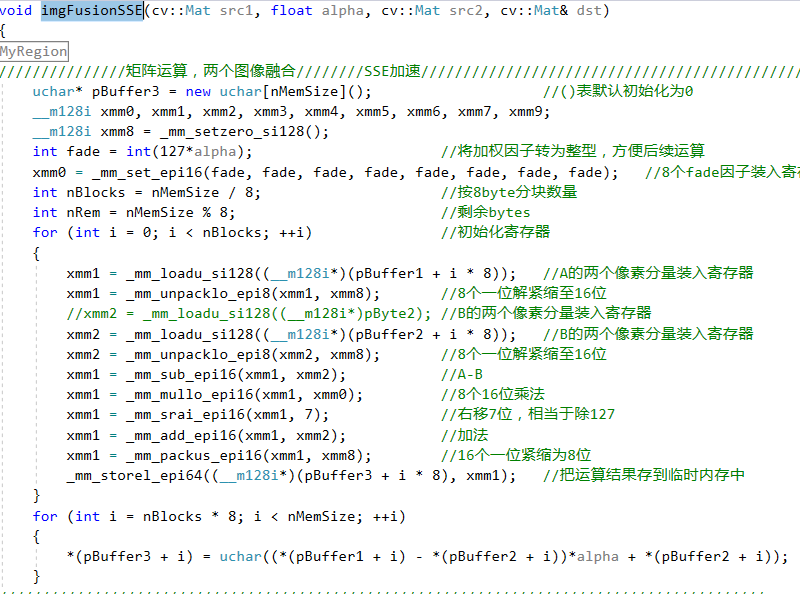 void imgFusionSSE(cv::Mat src1, float alpha, cv::Mat src2, cv::Mat& dst)
{
MyRegion
///////////////矩阵运算，两个图像融合////////SSE加速/////////////////////////////////////////////
uchar* pBuffer3 = new uchar[nMemSize](); //()表默认初始化为0
__m128i xmm0, xmm1, xmm2, xmm3, xmm4, xmm5, xmm6, xmm7, xmm9;
__m128i xmm8 = _mm_setzero_si128();
int fade = int(127*alpha); //将加权因子转为整型，方便后续运算
xmm0 = _mm_set_epi16(fade, fade, fade, fade, fade, fade, fade, fade); //8个fade因子装入寄存
int nBlocks = nMemSize / 8; //按8byte分块数量
int nRem = nMemSize % 8; //剩余bytes
for (int i = 0; i < nBlocks; ++i) //初始化寄存器
{
xmm1 = _mm_loadu_si128((__m128i*)(pBuffer1 + i * 8)); //A的两个像素分量装入寄存器
xmm1 = _mm_unpacklo_epi8(xmm1, xmm8); //8个一位解紧缩至16位
//xmm2 = _mm_loadu_si128((__m128i*)pByte2); //B的两个像素分量装入寄存器
xmm2 = _mm_loadu_si128((__m128i*)(pBuffer2 + i * 8)); //B的两个像素分量装入寄存器
xmm2 = _mm_unpacklo_epi8(xmm2, xmm8); //8个一位解紧缩至16位
xmm1 = _mm_sub_epi16(xmm1, xmm2); //A-B
xmm1 = _mm_mullo_epi16(xmm1, xmm0); //8个16位乘法
xmm1 = _mm_srai_epi16(xmm1, 7); //右移7位，相当于除127
xmm1 = _mm_add_epi16(xmm1, xmm2); //加法
xmm1 = _mm_packus_epi16(xmm1, xmm8); //16个一位紧缩为8位
_mm_storel_epi64((__m128i*)(pBuffer3 + i * 8), xmm1); //把运算结果存到临时内存中
}
for (int i = nBlocks * 8; i < nMemSize; ++i)
{
*(pBuffer3 + i) = uchar((*(pBuffer1 + i) - *(pBuffer2 + i))*alpha + *(pBuffer2 + i));
}